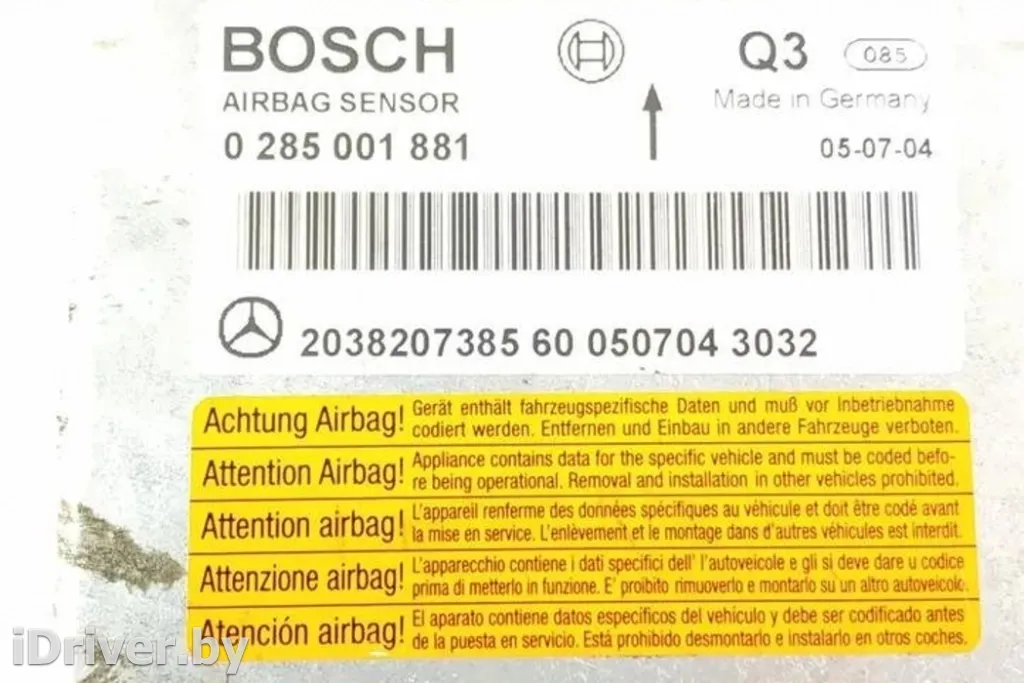 BOSCH Q3 085
AIRBAG SENSOR Made in Germany
0 285 001 881 05-07-04
2038207385 60 050704 3032
Achtung Airbag! Gerät enthält fahrzeugspezifische Daten und muß vor Inbetriebnahme
codiert werden. Entfernen und Einbau in andere Fahrzeuge verboten.
Attention Airbag! Appliance contains data for the specific vehicle and must be coded befo-
re being operational. Removal and installation in other vehicles prohibited.
Attention airbag! L'appareil renferme des données spécifiques au véhicule et doit être codé avant
la mise en service. L'enlèvement et le montage dans d'autres véhicules est interdit.
Attenzione airbag! L'apparecchio contiene i dati specifici dell' l'autoveicole e gli si deve dare u codice
prima di metterlo in funzione. E' proibito rimuoverlo e montarlo su un altro autoveicolo.
Atención airbag! El aparato contiene datos específicos del vehículo y debe ser codificado antes
de la puesta en servicio. Está prohibido desmontarlo e instalarlo en otros coches.
iDriver.by